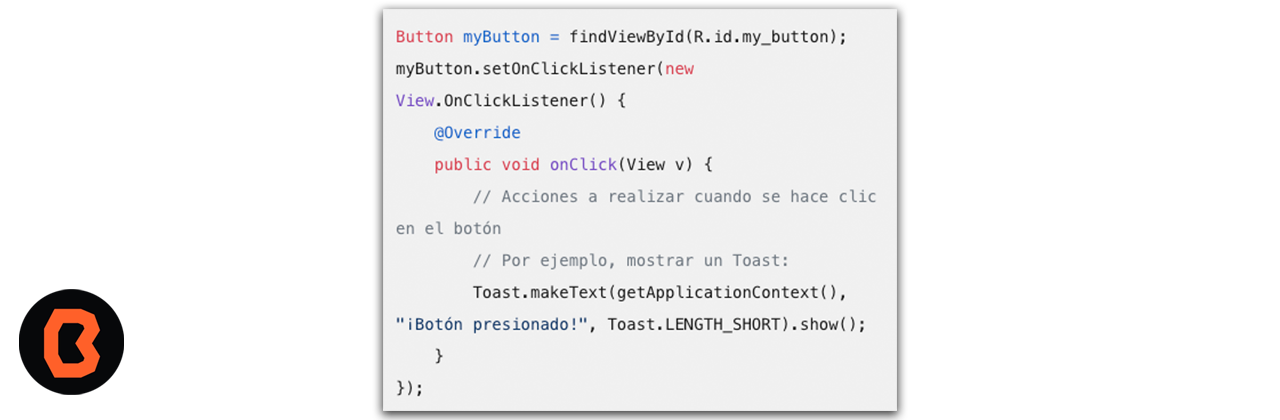 Button myButton = findViewById(R.id.my_button);
myButton.setOnClickListener(new
View.OnClickListener() {
    @Override
    public void onClick(View v) {
        // Acciones a realizar cuando se hace clic
en el botón
        // Por ejemplo, mostrar un Toast:
        Toast.makeText(getApplicationContext(),
"¡Botón presionado!", Toast.LENGTH_SHORT).show();
    }
});